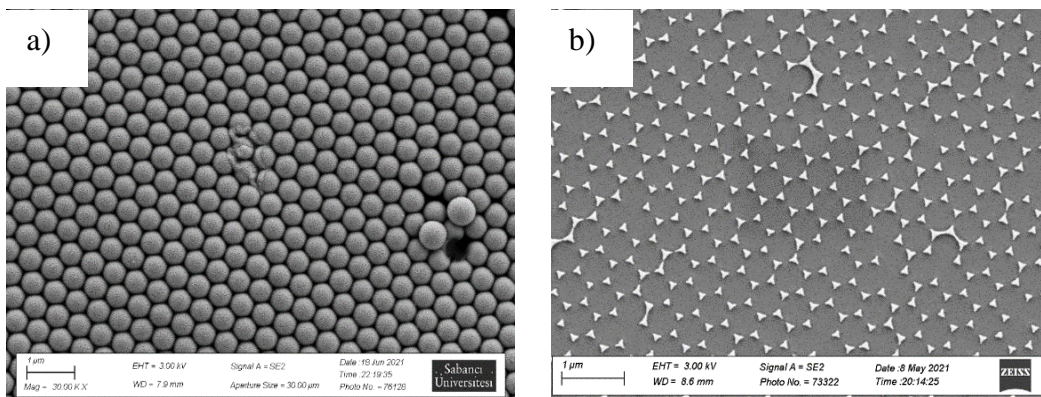 a)
1 µm
Mag = 30.00 K X
EHT = 3.00 kV
WD = 7.9 mm
Signal A = SE2
Aperture Size = 30.00 µm
Date :18 Jun 2021
Time :22:19:35
Photo No. = 76128
Sabancı
Üniversitesi
b)
1 µm
EHT = 3.00 kV
WD = 8.6 mm
Signal A = SE2
Photo No. = 73322
Date :8 May 2021
Time :20:14:25
ZEISS